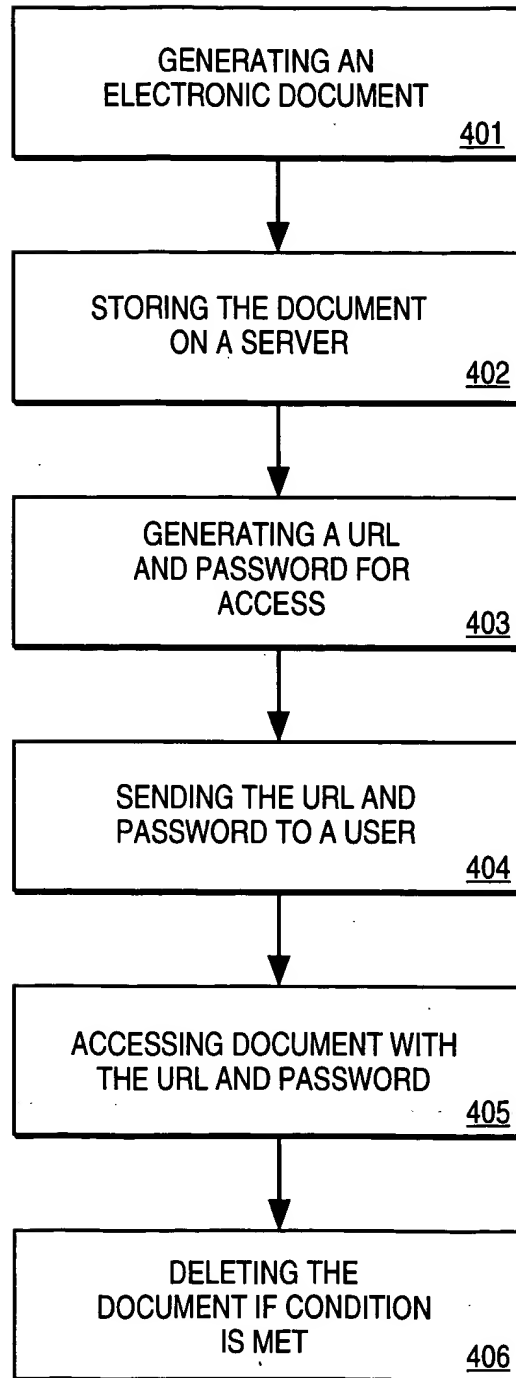 GENERATING AN
ELECTRONIC DOCUMENT
401
STORING THE DOCUMENT
ON A SERVER
402
GENERATING A URL
AND PASSWORD FOR
ACCESS
403
SENDING THE URL AND
PASSWORD TO A USER
404
ACCESSING DOCUMENT WITH
THE URL AND PASSWORD
405
DELETING THE
DOCUMENT IF CONDITION
IS MET
406